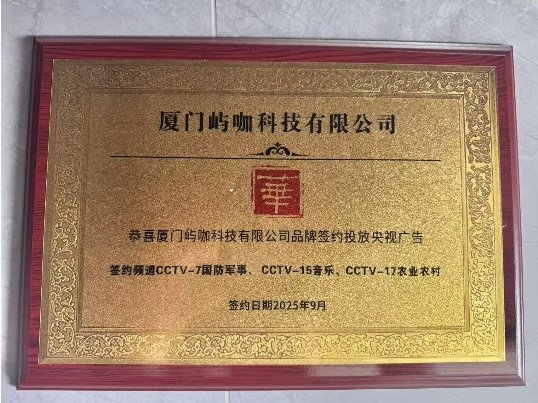 厦门屿咖科技有限公司
華
恭喜厦门屿咖科技有限公司品牌签约投放央视广告
签约频道CCTV-7国防军事、CCTV-15音乐、CCTV-17农业农村
签约日期2025年9月